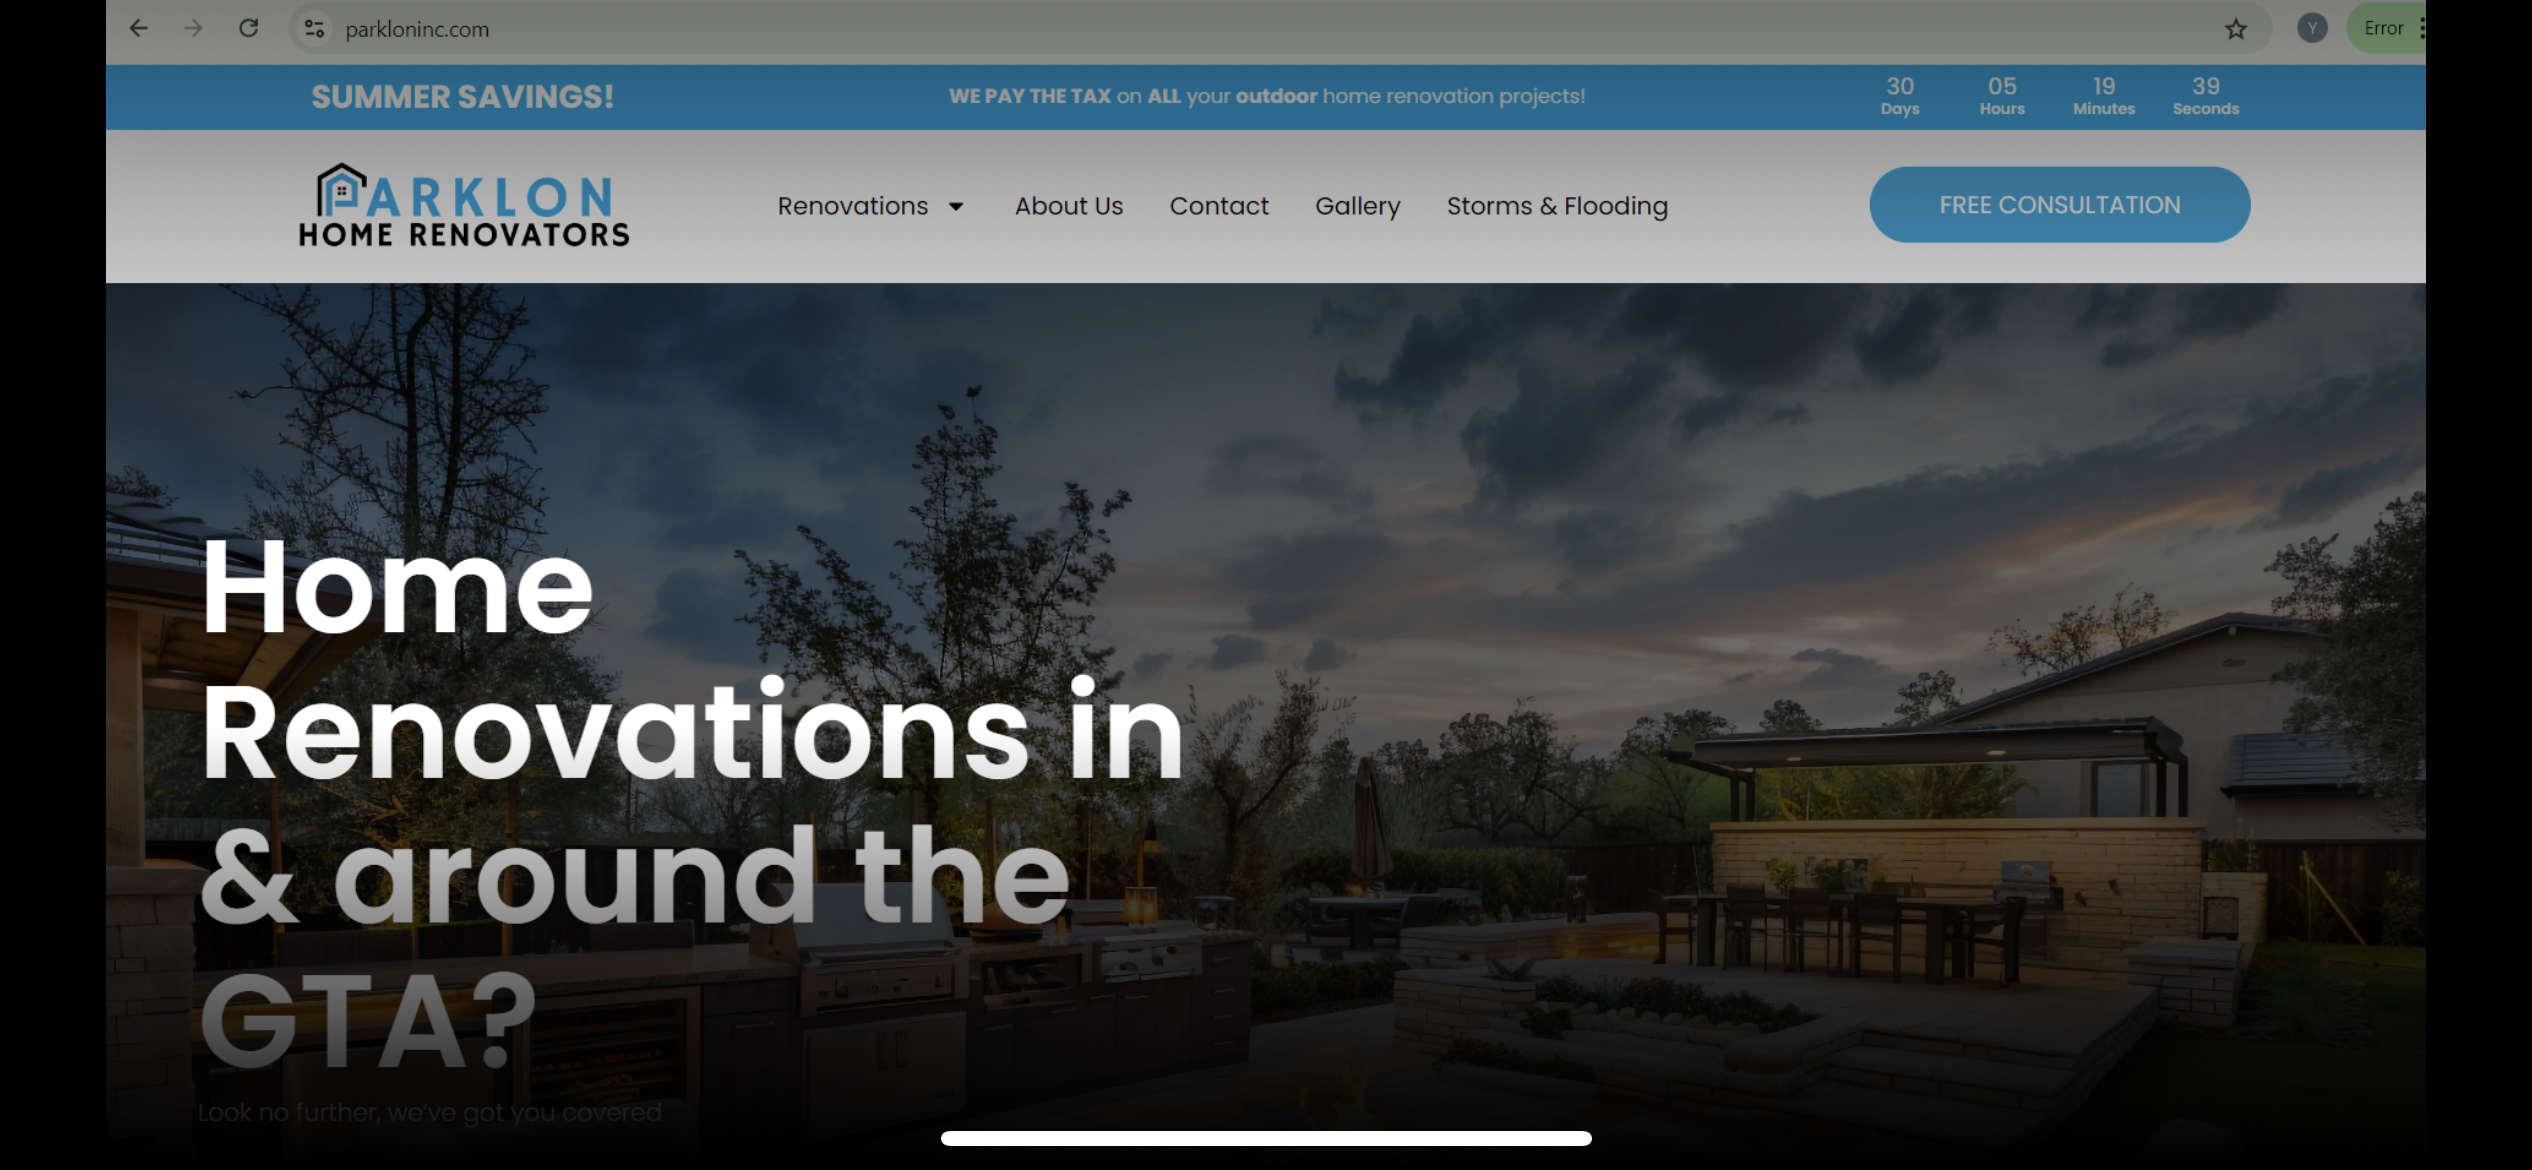 parkloninc.com
Y
Error
SUMMER SAVINGS!
WE PAY THE TAX on ALL your outdoor home renovation projects!
30 05 19 39
Days Hours Minutes Seconds
PARKLON
HOME RENOVATORS
Renovations
About Us
Contact
Gallery
Storms & Flooding
FREE CONSULTATION
Home
Renovations in
& around the
GTA?
Look no further, we've got you covered